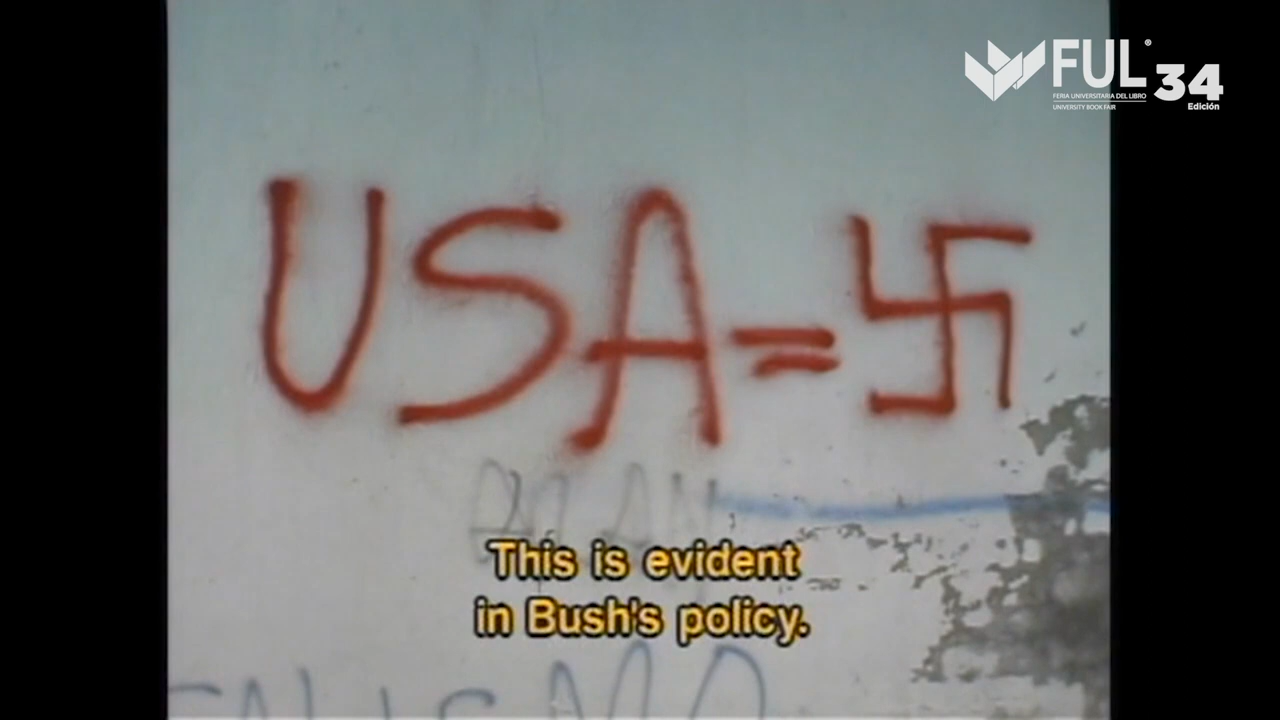 FUL®
FERIA UNIVERSITARIA DEL LIBRO
UNIVERSITY BOOK FAIR
34
Edición
USA=卐
This is evident
in Bush's policy.